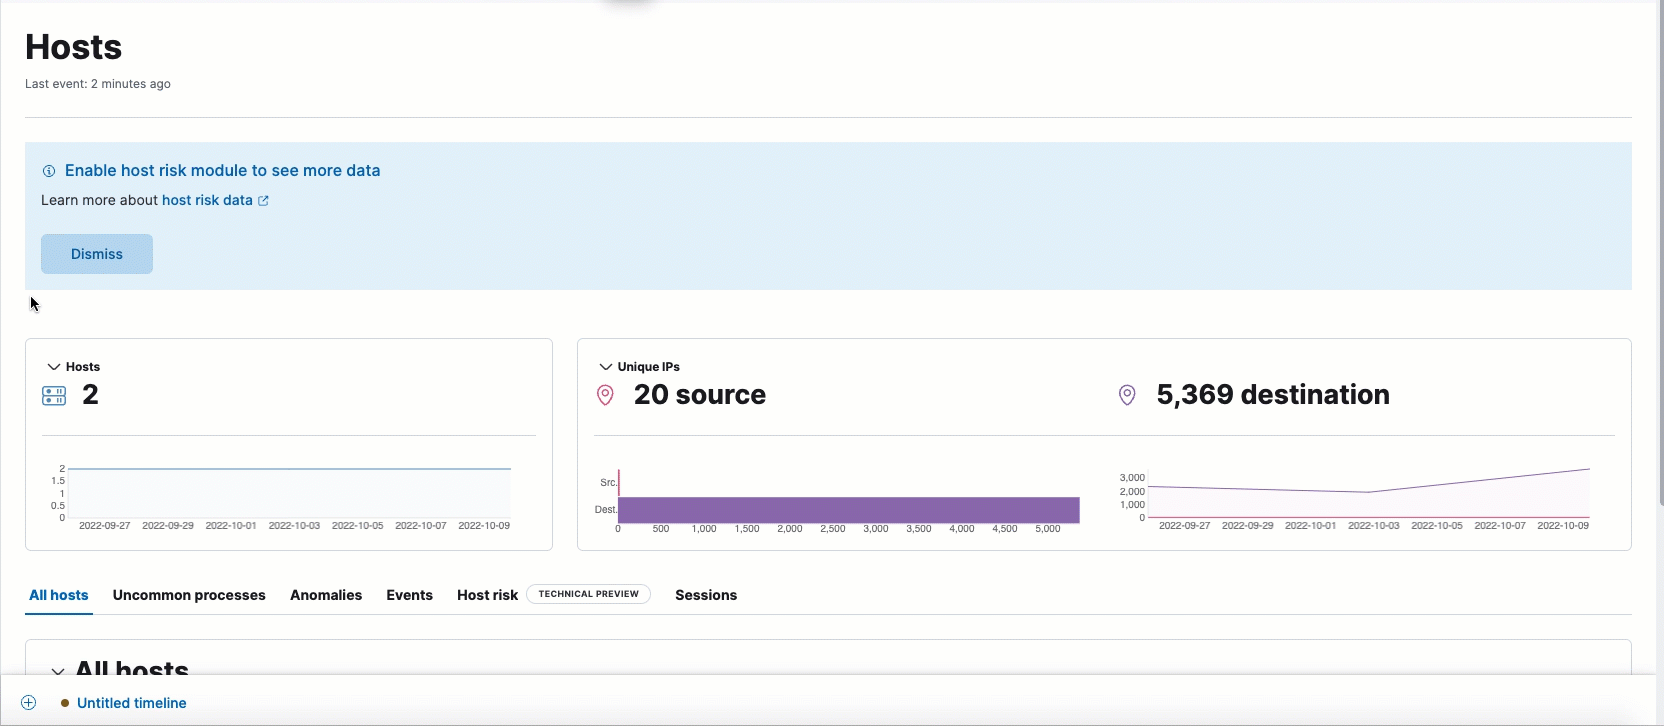 Hosts
Last event: 2 minutes ago
Enable host risk module to see more data
Learn more about host risk data
Dismiss
Hosts
2
2
1.5
1
0.5
0
2022-09-27 2022-09-29 2022-10-01 2022-10-03 2022-10-05 2022-10-07 2022-10-09
Unique IPs
20 source
5,369 destination
Src.
Dest.
0 500 1,000 1,500 2,000 2,500 3,000 3,500 4,000 4,500 5,000
3,000
2,000
1,000
0
2022-09-27 2022-09-29 2022-10-01 2022-10-03 2022-10-05 2022-10-07 2022-10-09
All hosts Uncommon processes Anomalies Events Host risk TECHNICAL PREVIEW Sessions
All hosts
Untitled timeline